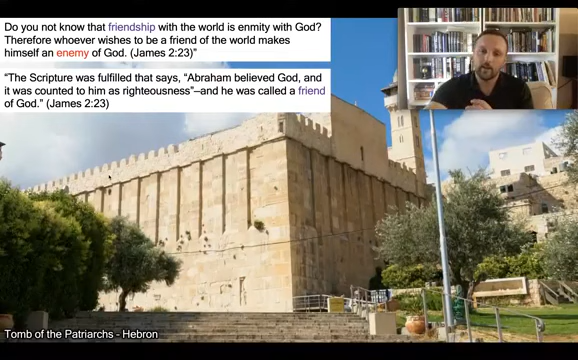 Do you not know that friendship with the world is enmity with God?
Therefore whoever wishes to be a friend of the world makes
himself an enemy of God. (James 2:23)”
“The Scripture was fulfilled that says, “Abraham believed God, and
it was counted to him as righteousness”–and he was called a friend
of God.” (James 2:23)
Tomb of the Patriarchs - Hebron